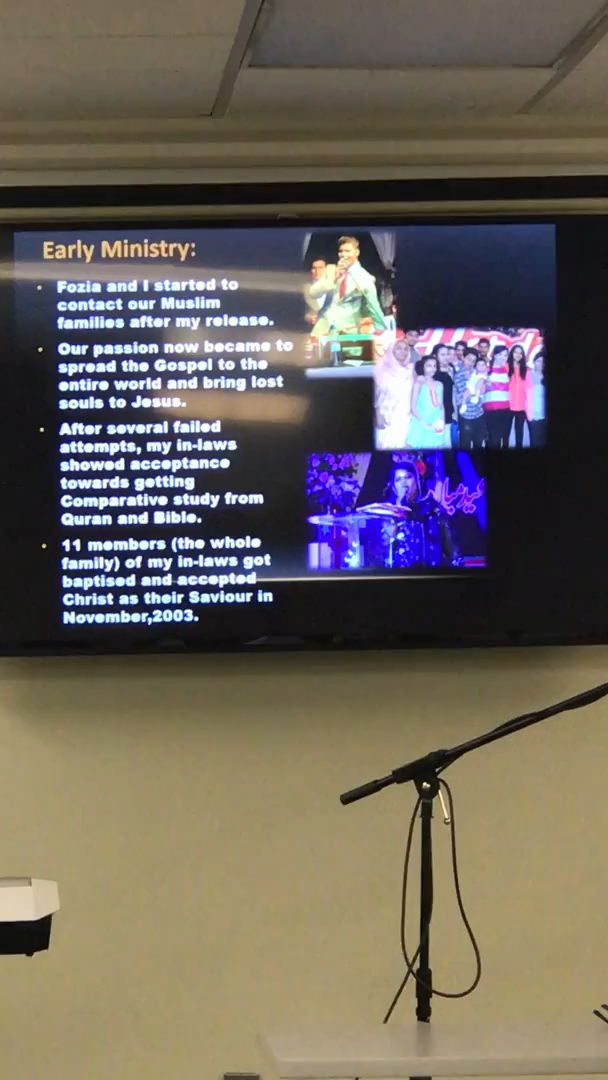 Early Ministry:
• Fozia and I started to
contact our Muslim
families after my release.
• Our passion now became to
spread the Gospel to the
entire world and bring lost
souls to Jesus.
• After several failed
attempts, my in-laws
showed acceptance
towards getting
Comparative study from
Quran and Bible.
• 11 members (the whole
family) of my in-laws got
baptised and accepted
Christ as their Saviour in
November,2003.